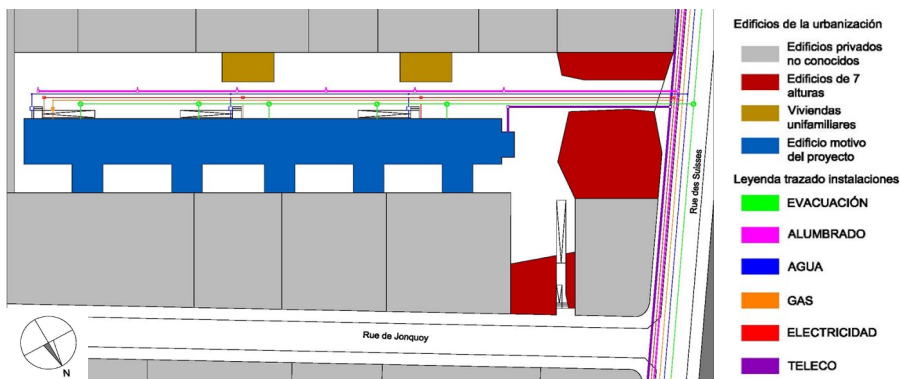 Edificios de la urbanización
Edificios privados
no conocidos
Edificios de 7
alturas
Viviendas
unifamiliares
Edificio motivo
del proyecto
Leyenda trazado instalaciones
EVACUACIÓN
ALUMBRADO
AGUA
GAS
ELECTRICIDAD
TELECO
Rue des Suisses
Rue de Jonquoy
N